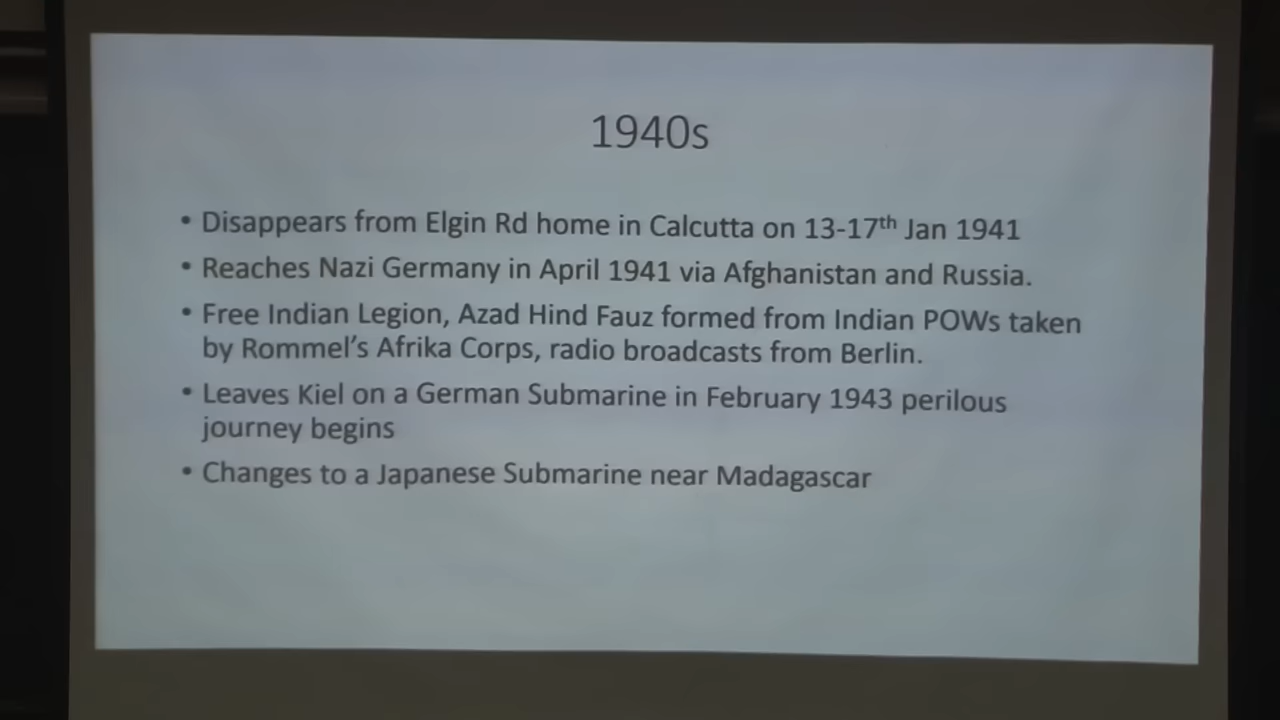 1940s
• Disappears from Elgin Rd home in Calcutta on 13-17th Jan 1941
• Reaches Nazi Germany in April 1941 via Afghanistan and Russia.
• Free Indian Legion, Azad Hind Fauz formed from Indian POWs taken
by Rommel's Afrika Corps, radio broadcasts from Berlin.
• Leaves Kiel on a German Submarine in February 1943 perilous
journey begins
• Changes to a Japanese Submarine near Madagascar